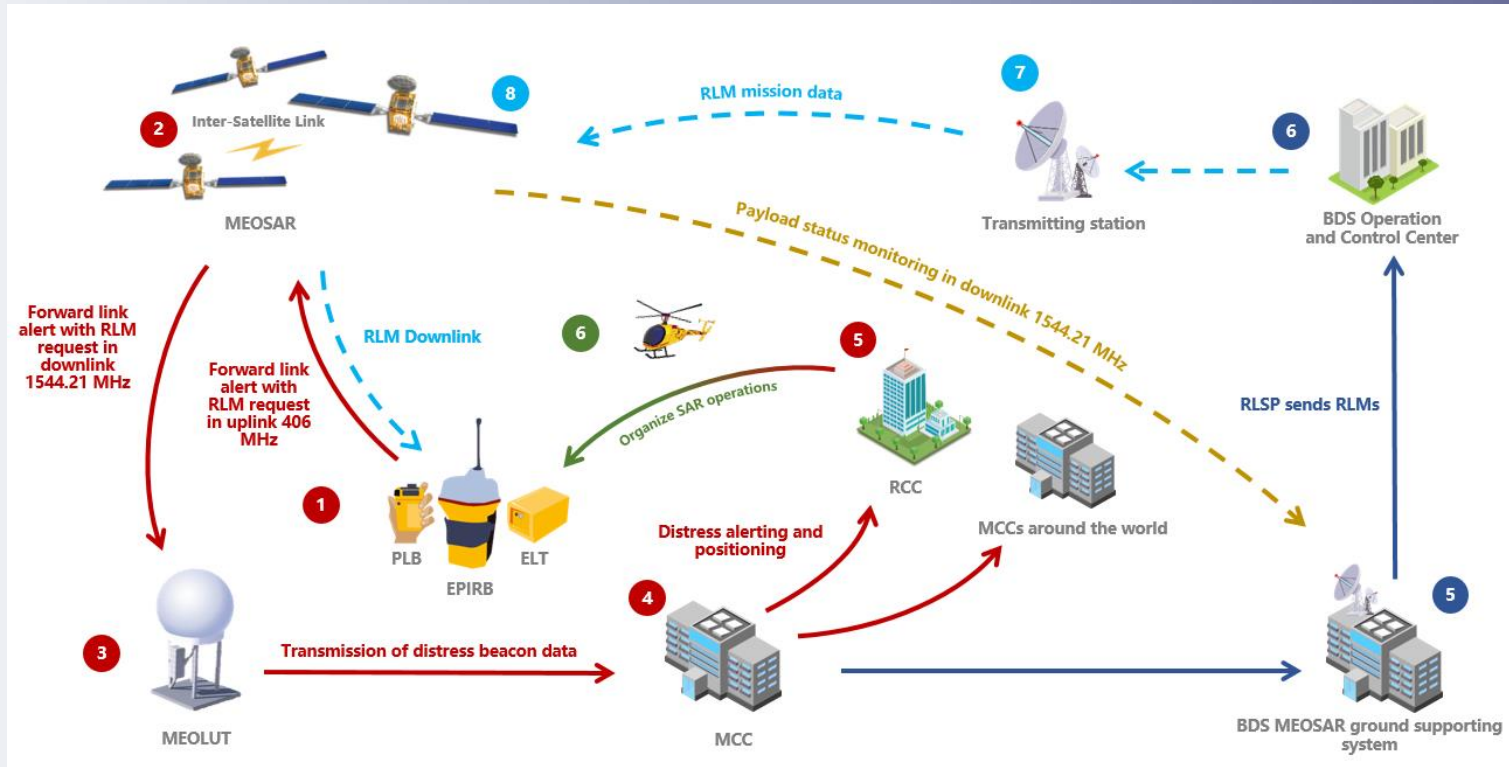 2
Inter-Satellite Link
8
MEOSAR
RLM mission data
7
Transmitting station
6
BDS Operation
and Control Center
Payload status monitoring in downlink 1544.21 MHz
Forward link
alert with RLM
request in
downlink
1544.21 MHz
RLM Downlink
Forward link
alert with
RLM request
in uplink 406
MHz
6
Organize SAR operations
5
RCC
MCCs around the world
RLSP sends RLMs
1
PLB
EPIRB
ELT
Distress alerting and
positioning
3
MEOLUT
Transmission of distress beacon data
4
MCC
5
BDS MEOSAR ground supporting
system